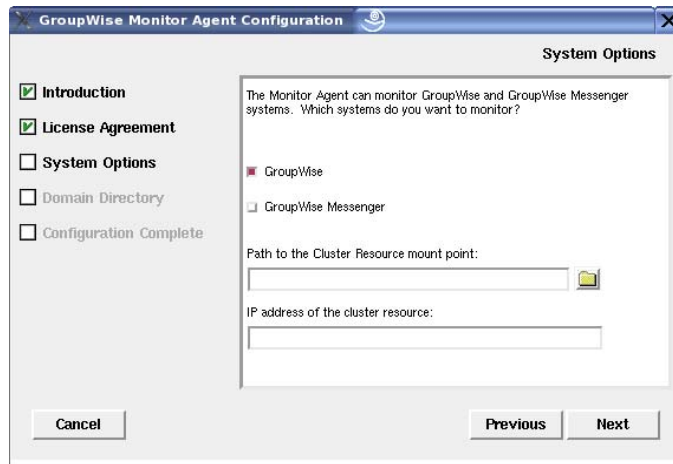 GroupWise Monitor Agent Configuration
System Options
Introduction
License Agreement
System Options
Domain Directory
Configuration Complete
The Monitor Agent can monitor GroupWise and GroupWise Messenger
systems. Which systems do you want to monitor?
GroupWise
GroupWise Messenger
Path to the Cluster Resource mount point:
IP address of the cluster resource:
Cancel
Previous
Next